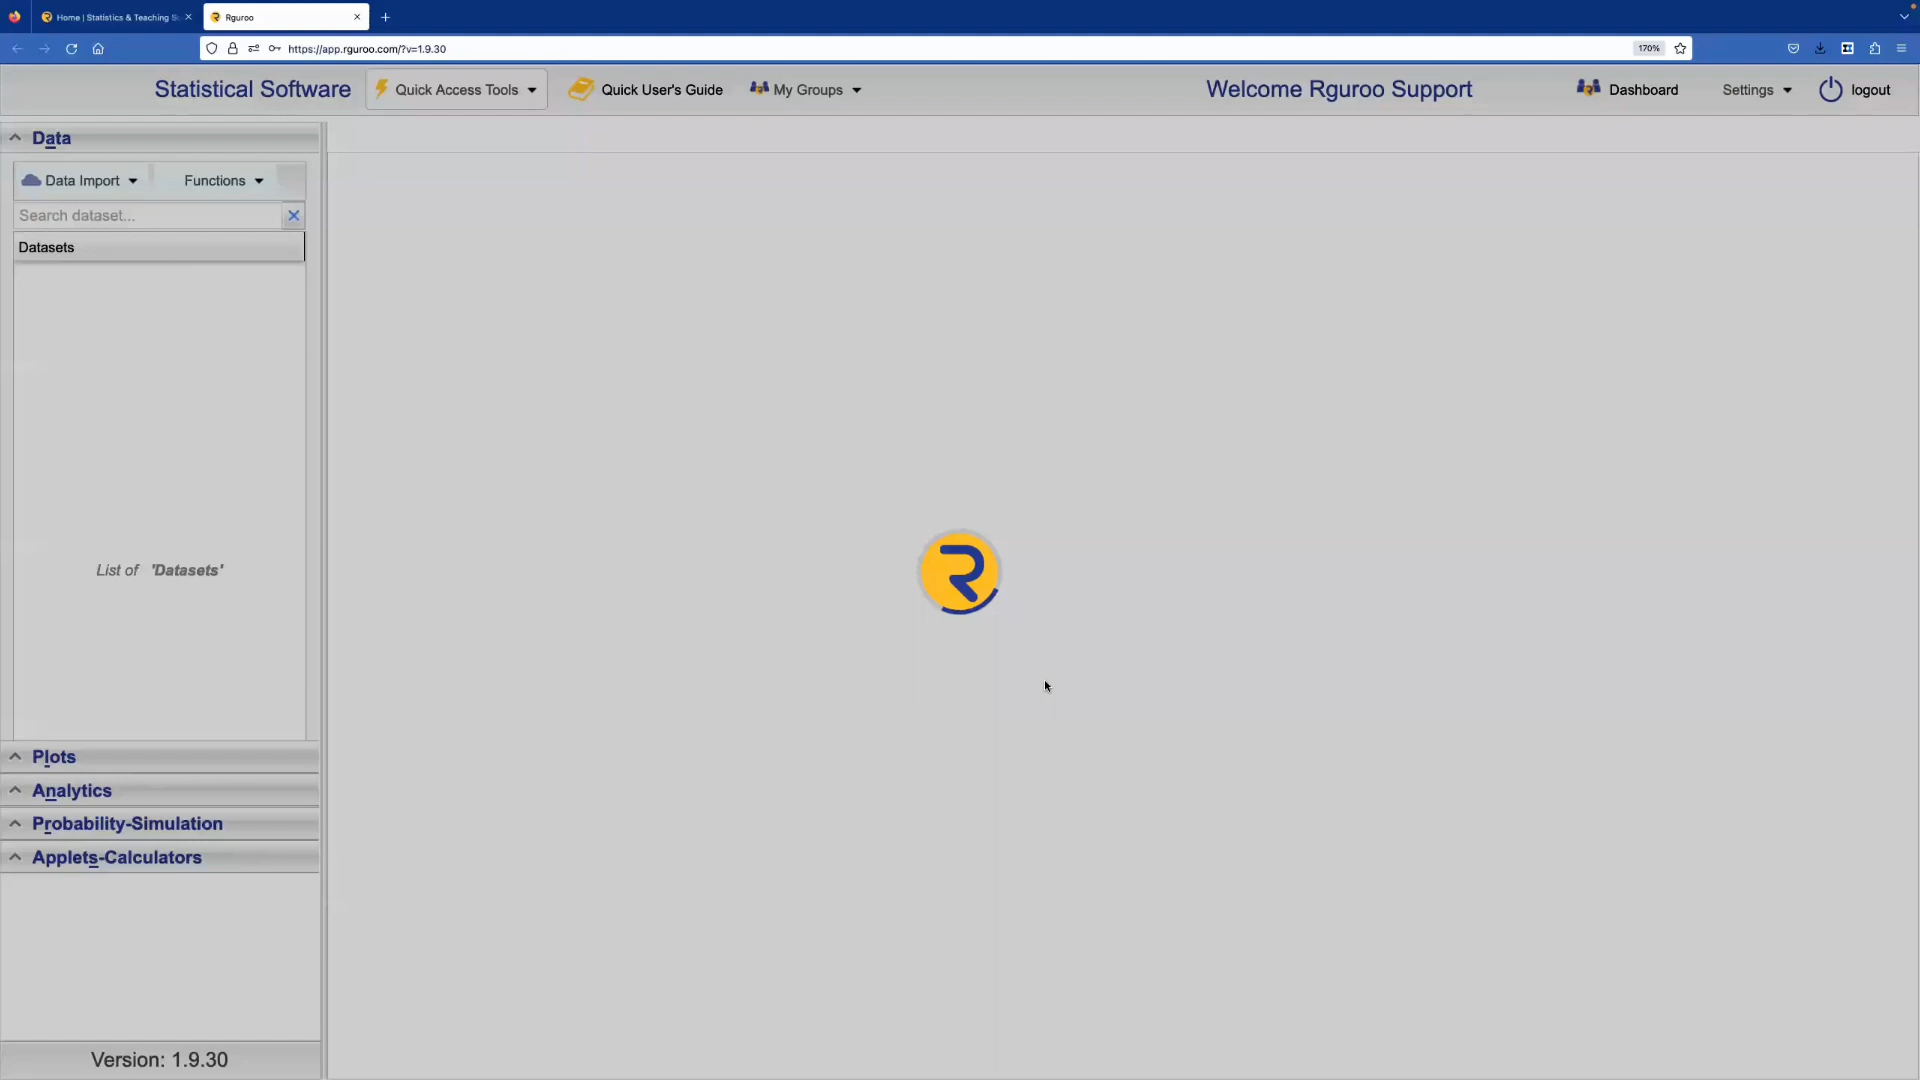 Home | Statistics & Teaching So
Rguroo
https://app.rguroo.com/?v=1.9.30
170%
Statistical Software
Quick Access Tools
Quick User's Guide
My Groups
Welcome Rguroo Support
Dashboard
Settings
logout
Data
Data Import
Functions
Search dataset...
Datasets
List of 'Datasets'
Plots
Analytics
Probability-Simulation
Applets-Calculators
Version: 1.9.30